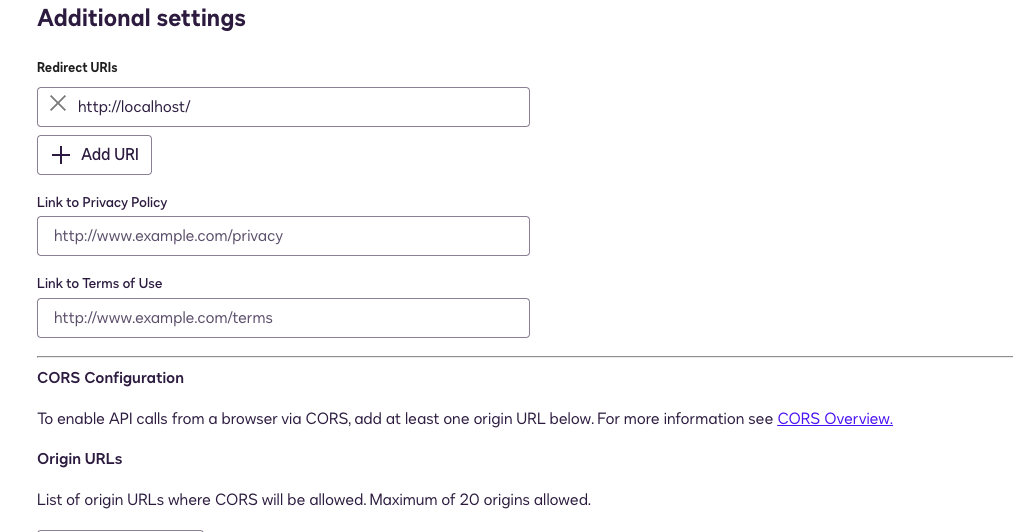 Additional settings
Redirect URIs
http://localhost/
Add URI
Link to Privacy Policy
http://www.example.com/privacy
Link to Terms of Use
http://www.example.com/terms
CORS Configuration
To enable API calls from a browser via CORS, add at least one origin URL below. For more information see CORS Overview.
Origin URLs
List of origin URLs where CORS will be allowed. Maximum of 20 origins allowed.